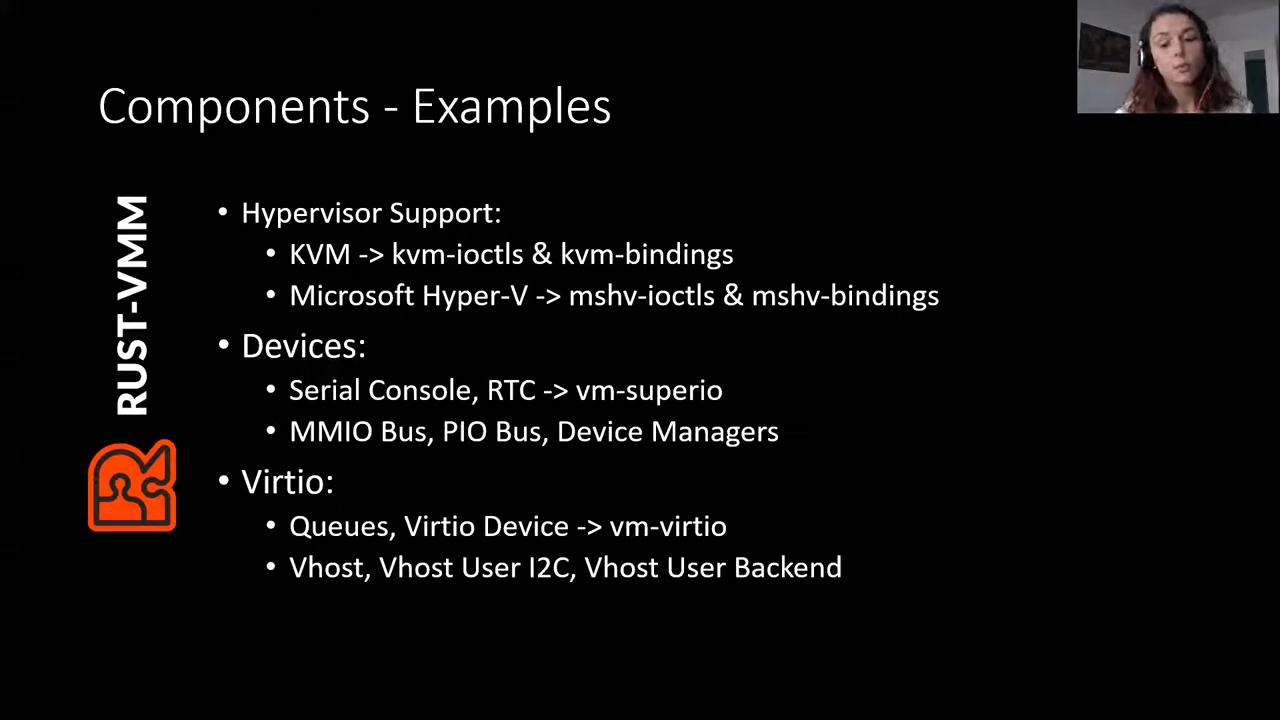 Components - Examples
RUST-VMM
• Hypervisor Support:
• KVM -> kvm-ioctls & kvm-bindings
• Microsoft Hyper-V -> mshv-ioctls & mshv-bindings
• Devices:
• Serial Console, RTC -> vm-superio
• MMIO Bus, PIO Bus, Device Managers
• Virtio:
• Queues, Virtio Device -> vm-virtio
• Vhost, Vhost User I2C, Vhost User Backend